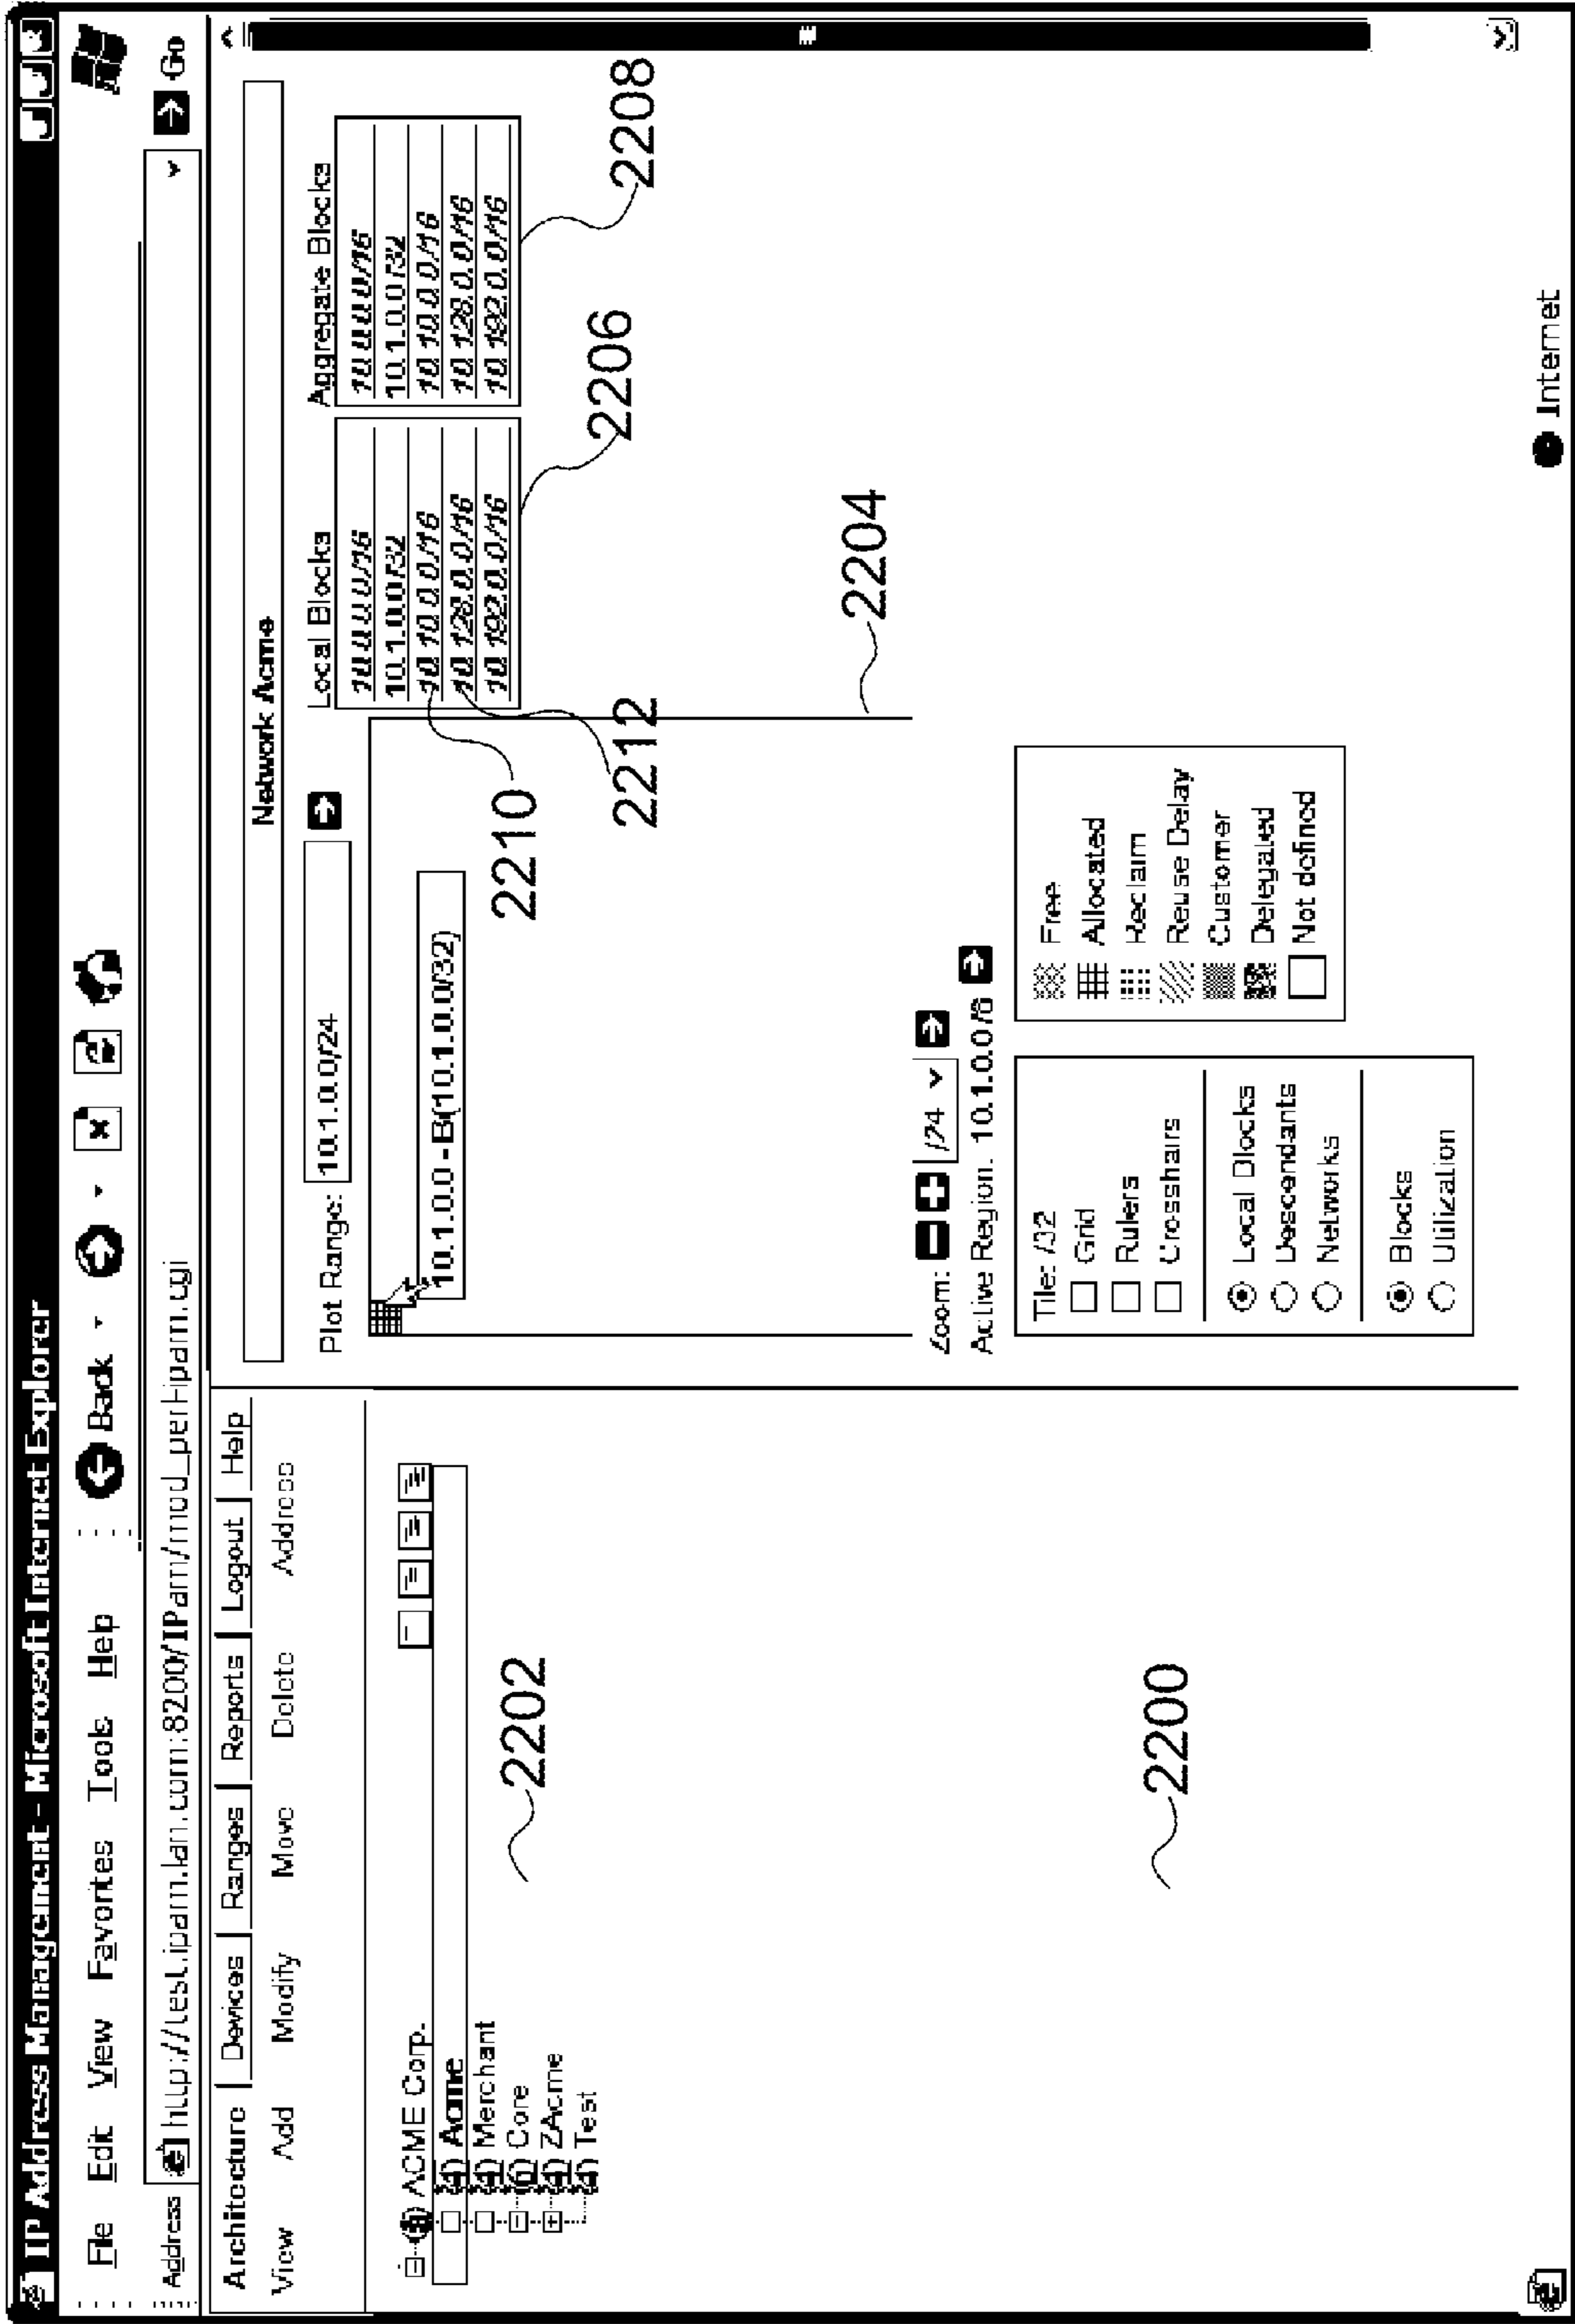 IP Address Management - Microsoft Internet Explorer
File Edit View Favorites Tools Help
Back
Address http://test.ipam.lan.com:8200/IPam/mod_perl-ipam.cgi
Go
Architecture Devices Ranges Reports Logout Help
View Add Modify Move Delete Address
ACME Corp.
Acme
Merchant
Core
ZAcme
Test
2202
2200
Network Acme
Plot Range: 10.1.0.0/24
10.1.0.0 - B(10.1.0.0/32)
Local Blocks
10.0.0.0/16
10.1.0.0/32
10.10.0.0/16
10.128.0.0/16
10.192.0.0/16
Aggregate Blocks
10.0.0.0/16
10.1.0.0/32
10.10.0.0/16
10.128.0.0/16
10.192.0.0/16
2210
2212
2206
2208
2204
Zoom: /24
Active Region. 10.1.0.0/8
Tile: /32
Grid
Rulers
Crosshairs
Local Blocks
Descendants
Networks
Blocks
Utilization
Free
Allocated
Reclaim
Reuse Delay
Customer
Delegated
Not defined
Internet